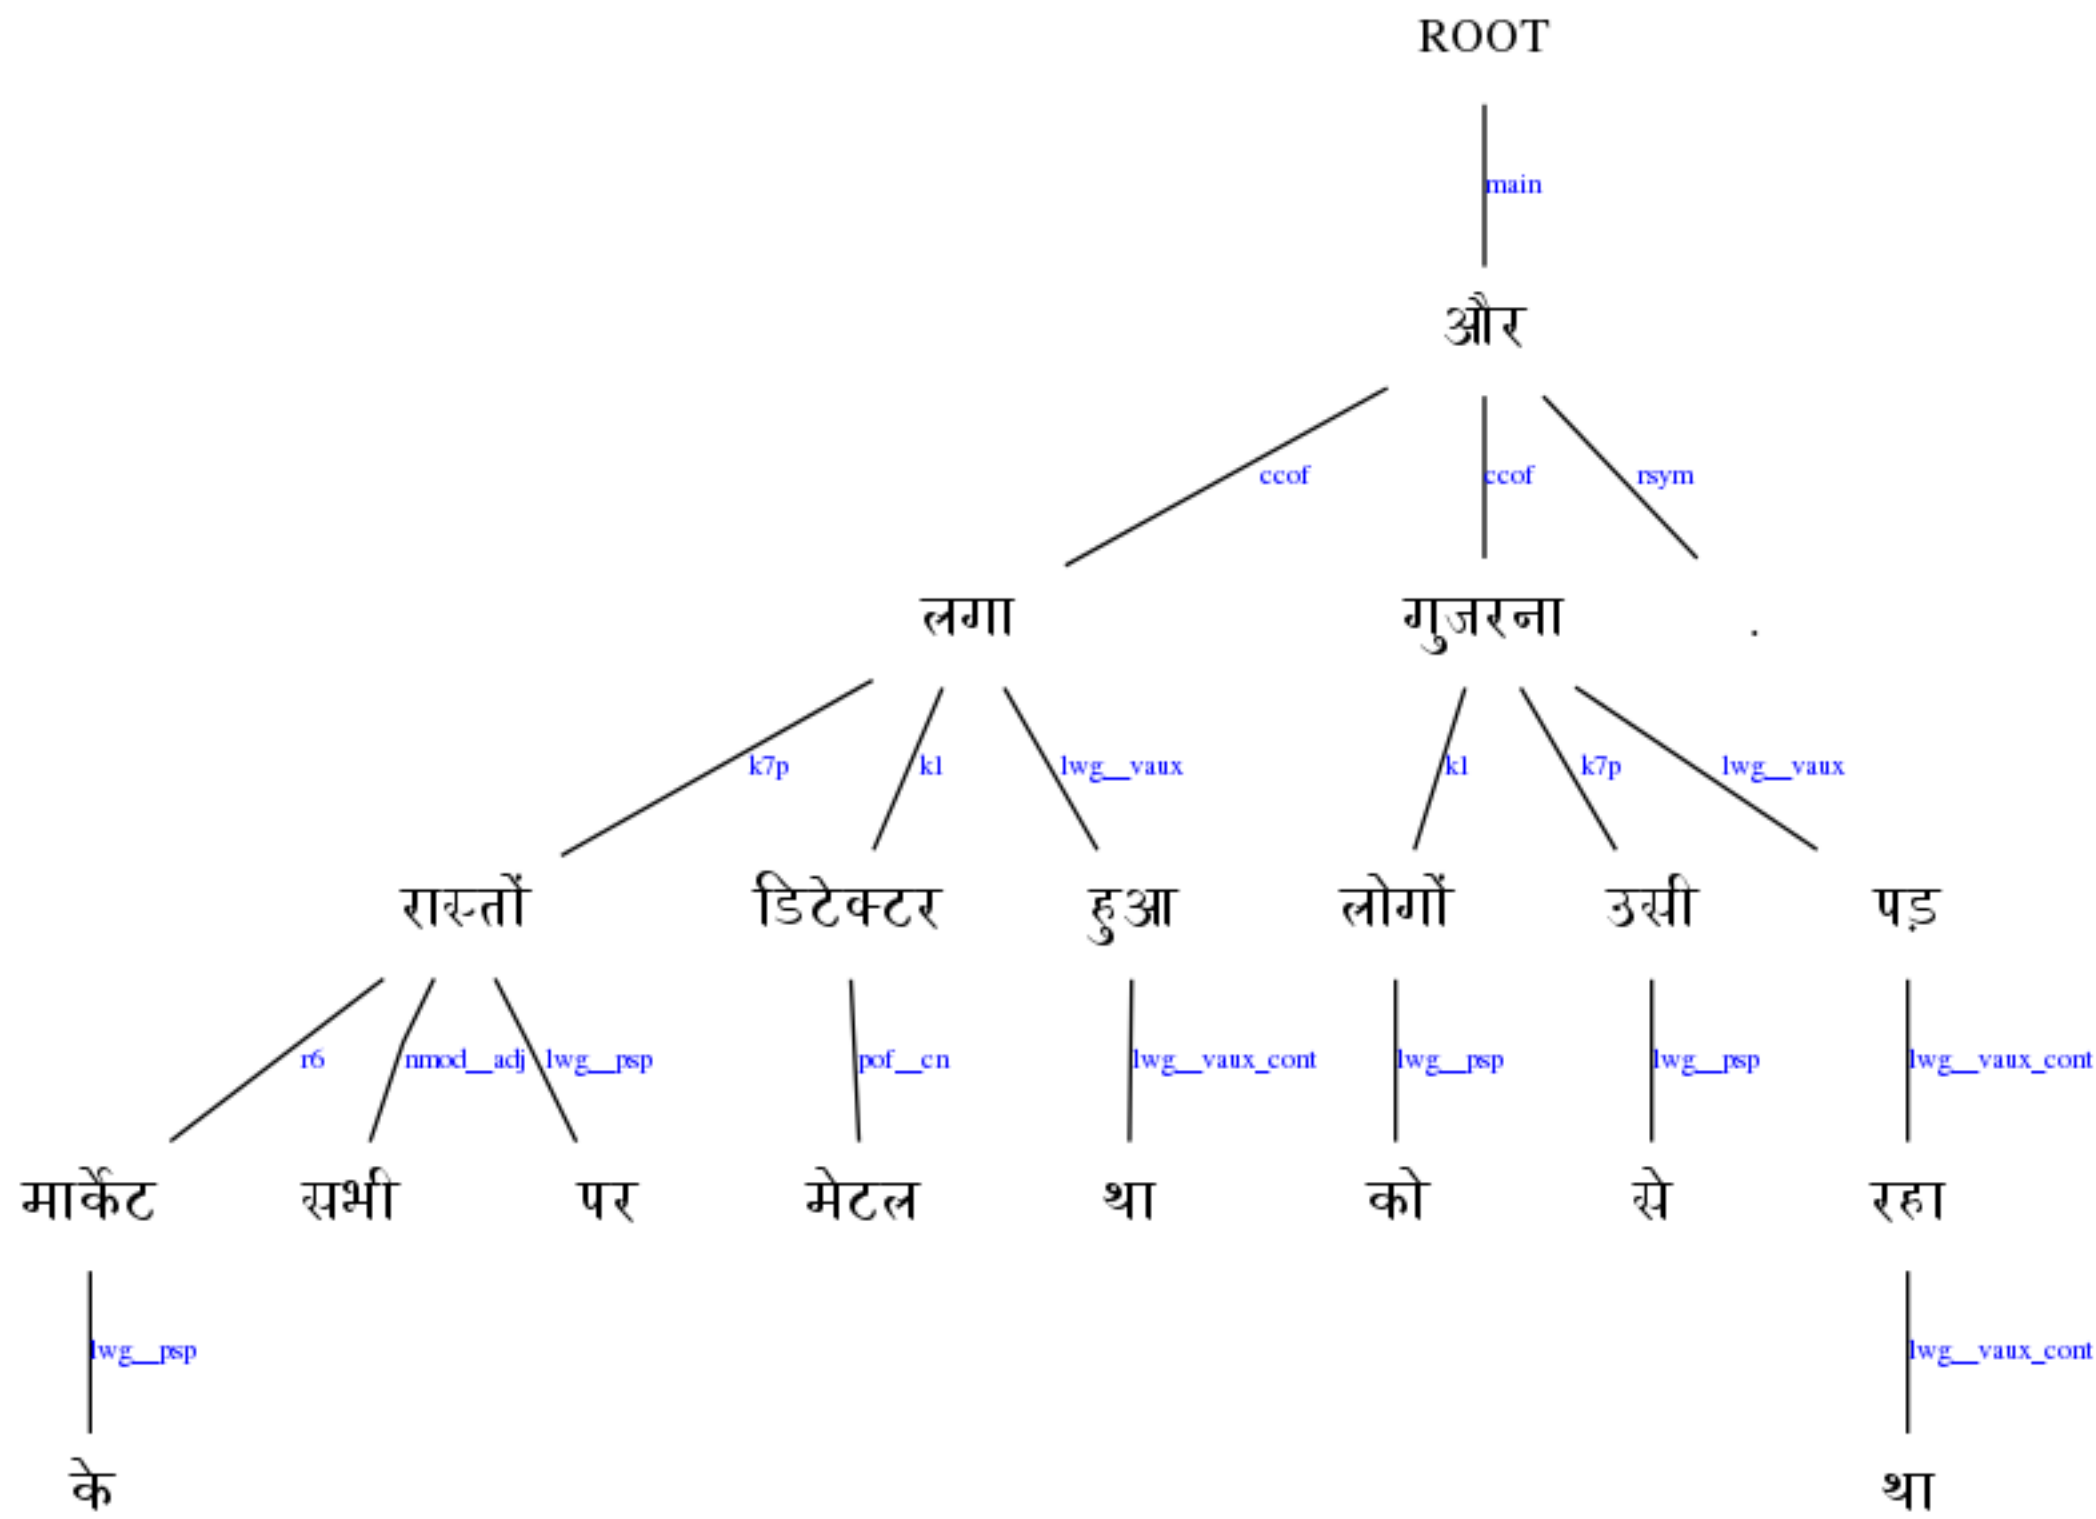 ROOT
main
और
ccof ccof rsym
लगा गुजरना .
k7p k1 lwg__vaux k1 k7p lwg__vaux
रास्तों डिटेक्टर हुआ लोगों उसी पड़
r6 nmod__adj lwg__psp pof__cn lwg__vaux_cont lwg__psp lwg__psp lwg__vaux_cont
मार्केट सभी पर मेटल था को से रहा
lwg__psp lwg__vaux_cont
के था